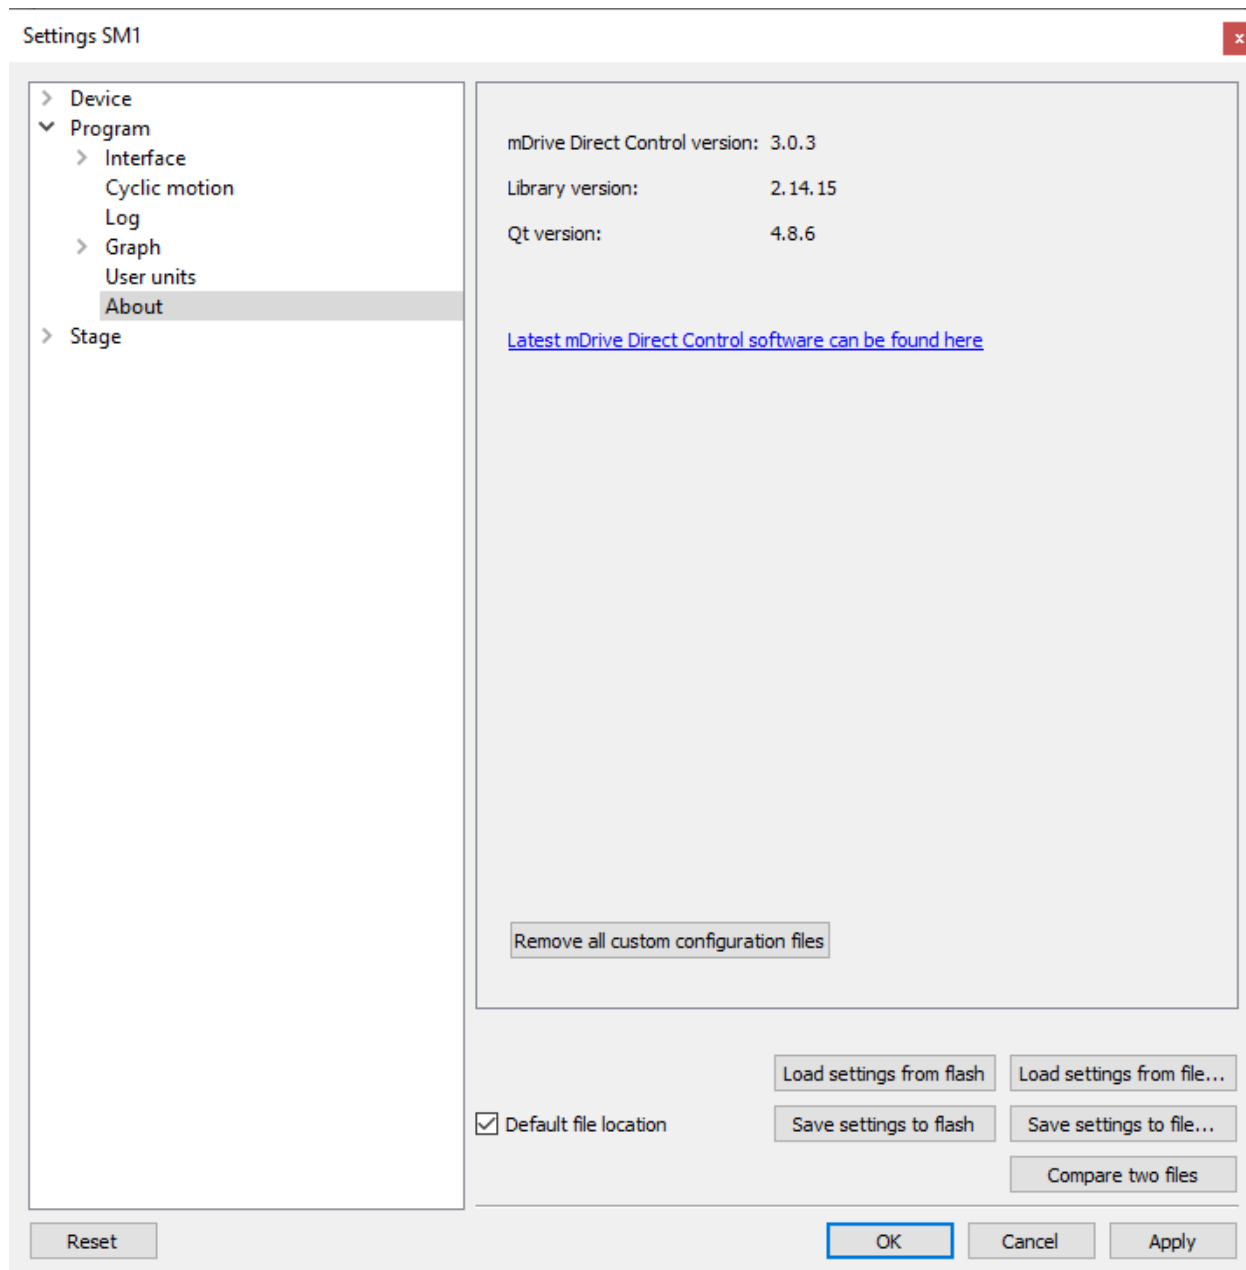 Settings SM1
x
Device
Program
Interface
Cyclic motion
Log
Graph
User units
About
Stage
mDrive Direct Control version: 3.0.3
Library version: 2.14.15
Qt version: 4.8.6
Latest mDrive Direct Control software can be found here
Remove all custom configuration files
Load settings from flash Load settings from file...
Default file location Save settings to flash Save settings to file...
Compare two files
Reset OK Cancel Apply